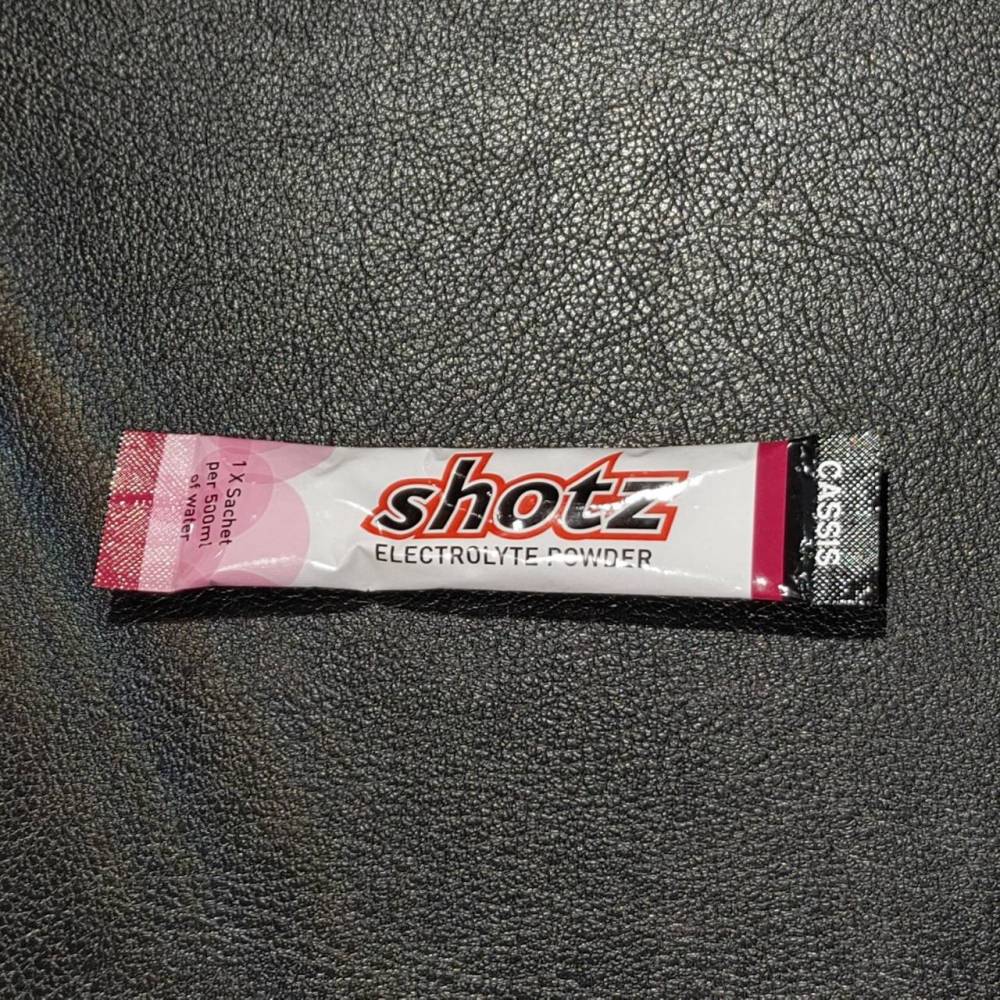 1 X Sachet
per 500ml
of water
shotz
ELECTROLYTE POWDER
CASSIS